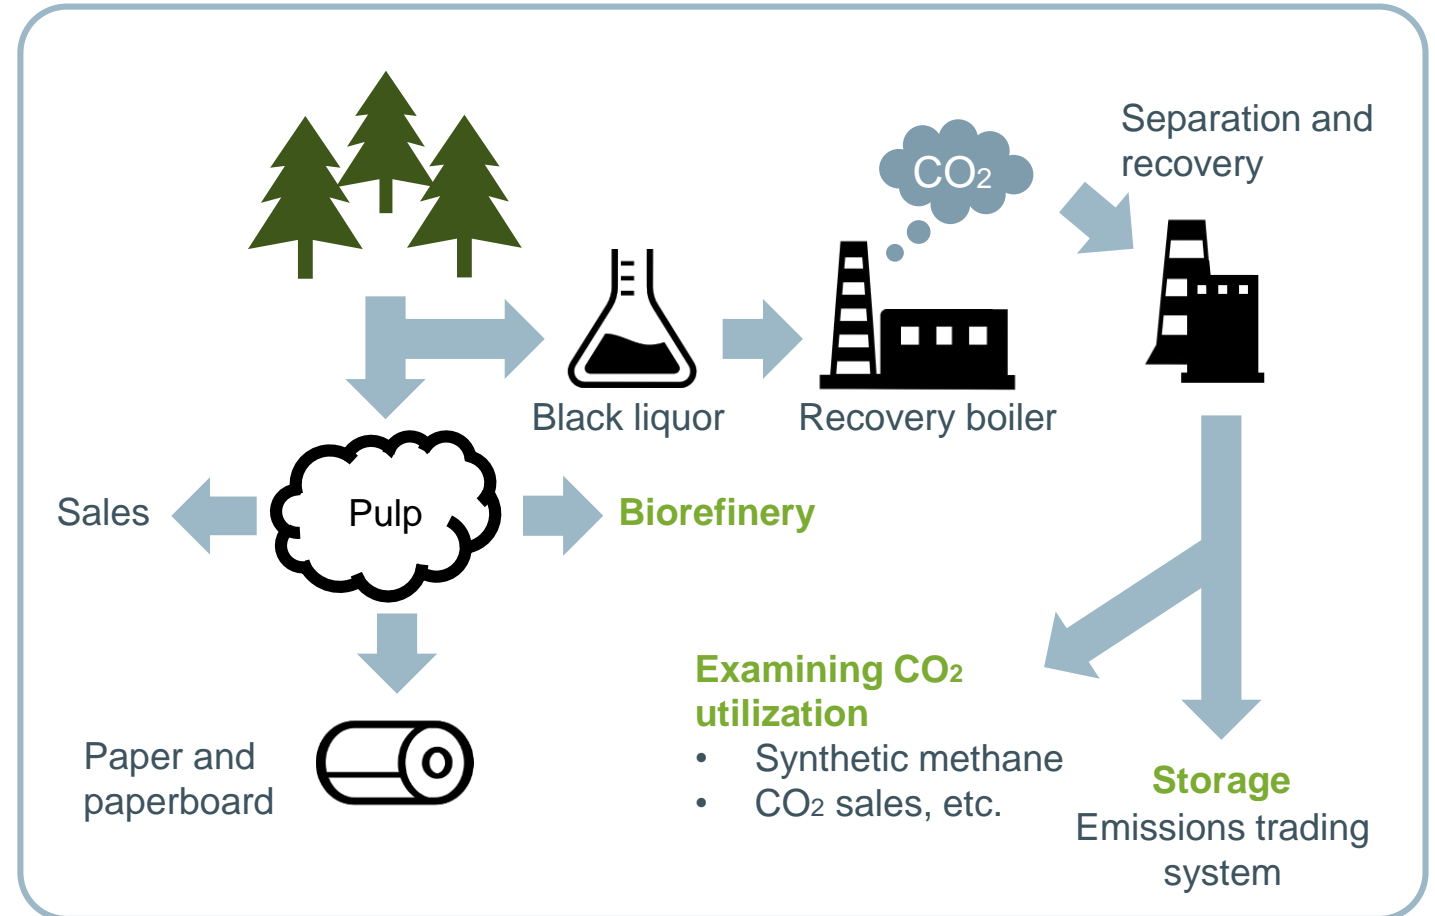 Separation and
recovery
CO₂
Black liquor
Recovery boiler
Sales
Pulp
Biorefinery
Examining CO₂
utilization
• Synthetic methane
• CO₂ sales, etc.
Paper and
paperboard
Storage
Emissions trading
system